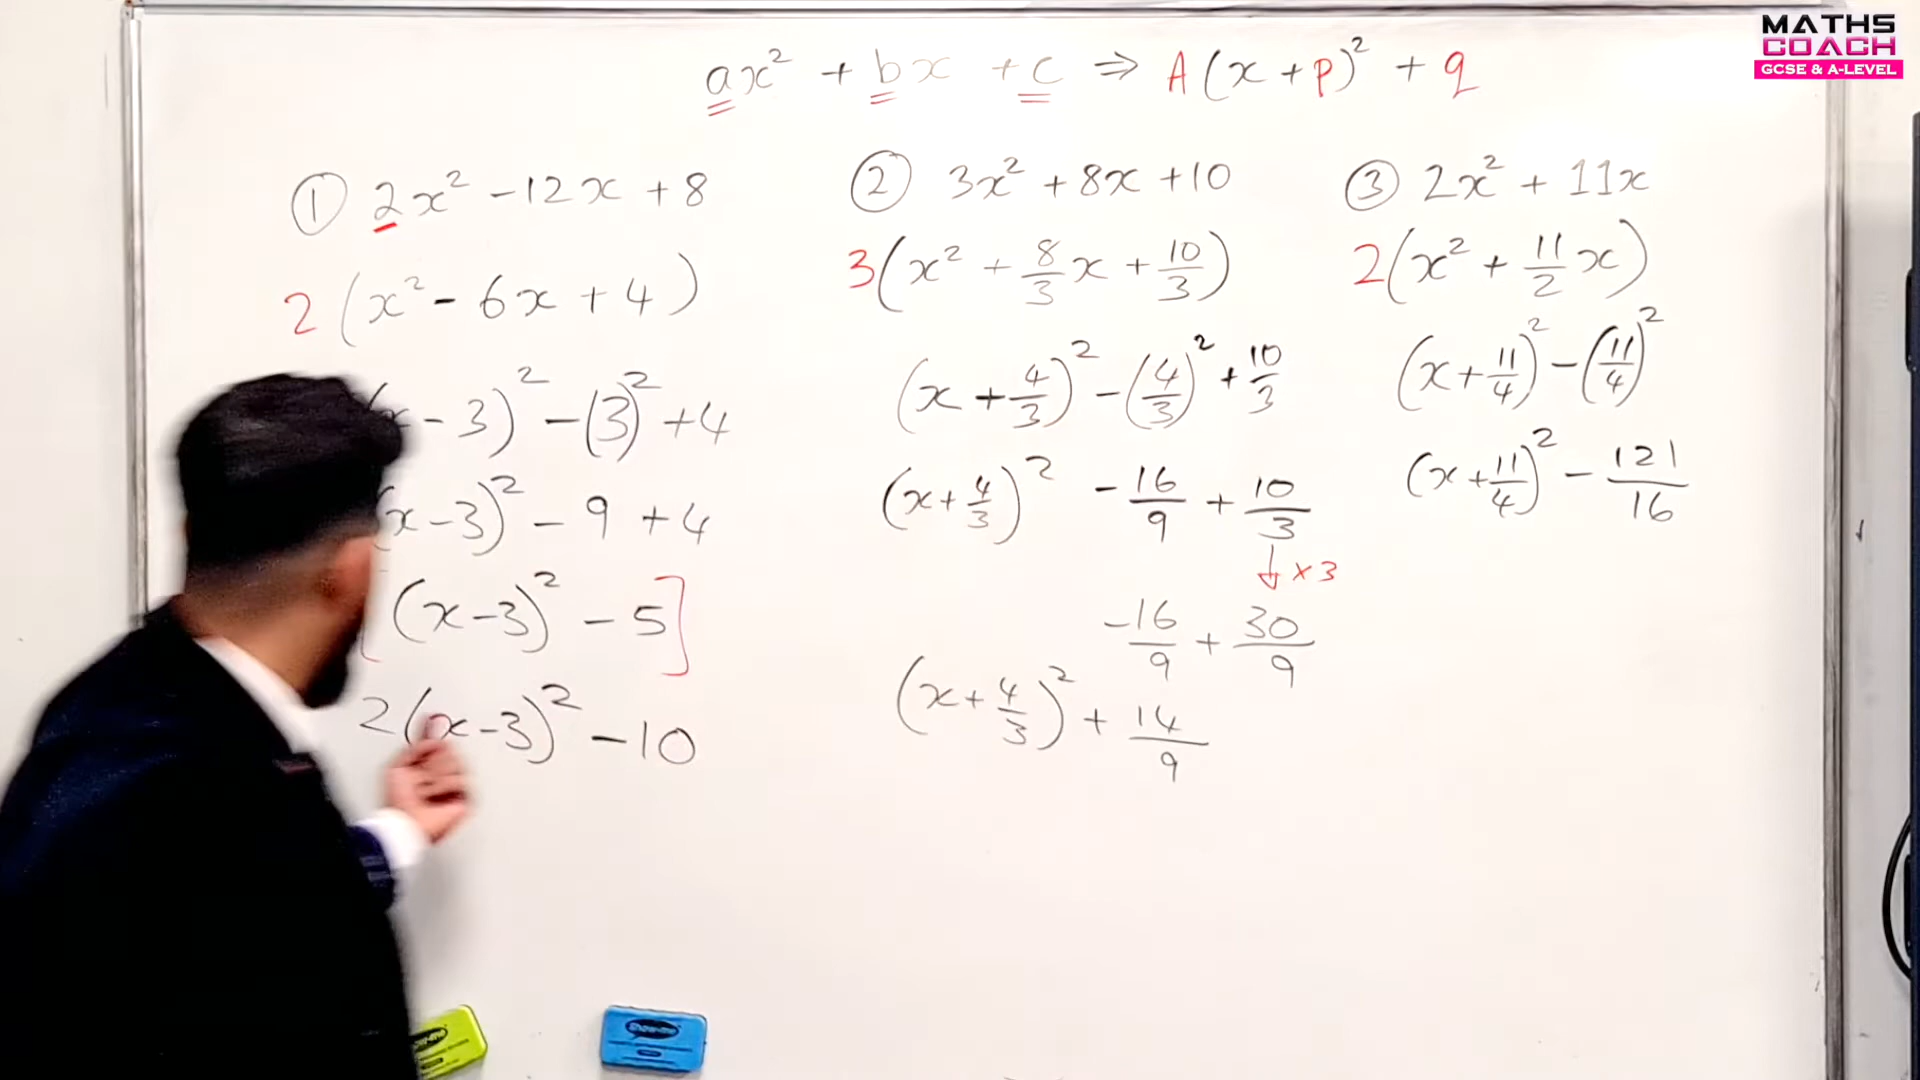 MATHS
COACH
GCSE & A-LEVEL
ax² + bx + c ⇒ A(x + p)² + q
① 2x² - 12x + 8
2(x² - 6x + 4)
x - 3)² - (3)² + 4
(x - 3)² - 9 + 4
[(x - 3)² - 5]
2(x - 3)² - 10
② 3x² + 8x + 10
3(x² + 8/3 x + 10/3)
(x + 4/3)² - (4/3)² + 10/3
(x + 4/3)² - 16/9 + 10/3
↓ × 3
-16/9 + 30/9
(x + 4/3)² + 14/9
③ 2x² + 11x
2(x² + 11/2 x)
(x + 11/4)² - (11/4)²
(x + 11/4)² - 121/16
Show-me